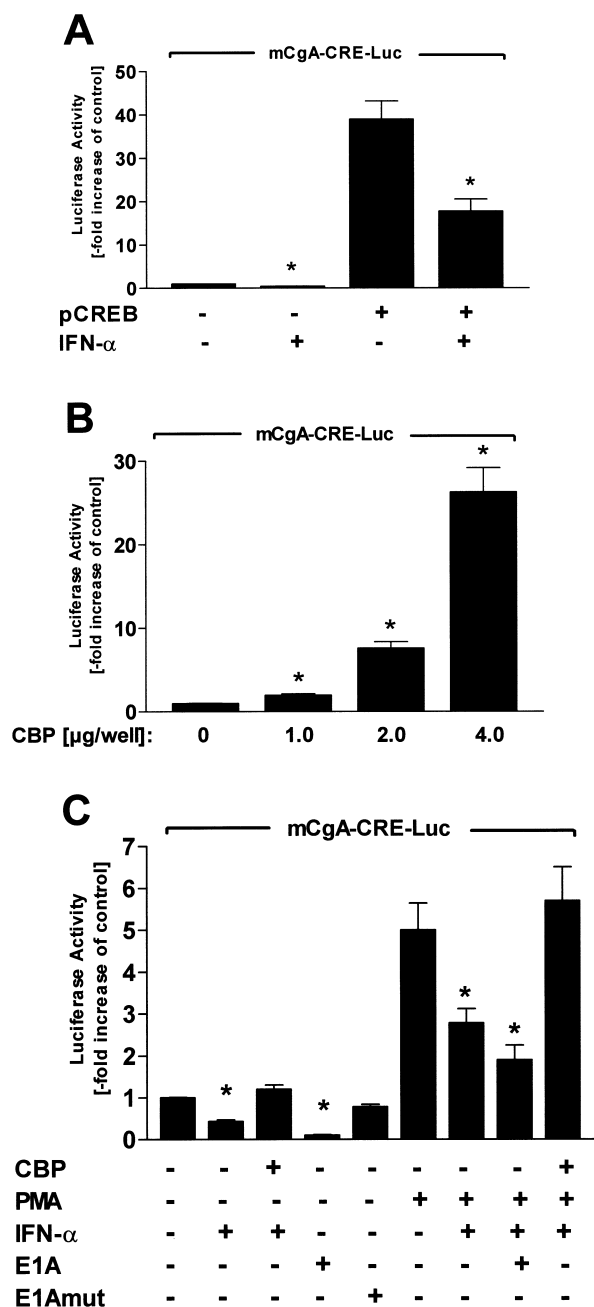 A
mCgA-CRE-Luc
Luciferase Activity
[-fold increase of control]
50
40
30
20
10
0
*
*
pCREB - - + +
IFN-α - + - +
B
mCgA-CRE-Luc
Luciferase Activity
[-fold increase of control]
30
20
10
0
*
*
*
CBP [µg/well]: 0 1.0 2.0 4.0
C
mCgA-CRE-Luc
Luciferase Activity
[-fold increase of control]
7
6
5
4
3
2
1
0
*
*
*
*
CBP - - + - - - - - +
PMA - - - - - + + + +
IFN-α - + + - - - + + +
E1A - - - + - - - + -
E1Amut - - - - + - - - -